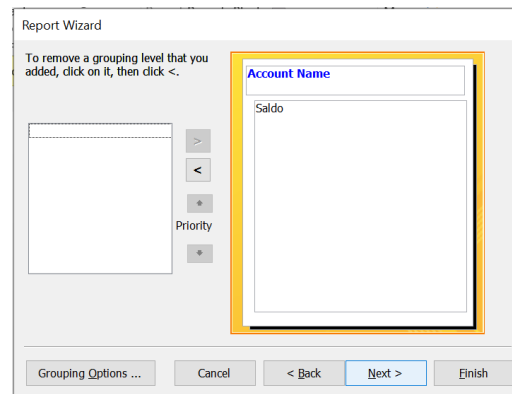 Report Wizard
To remove a grouping level that you
added, click on it, then click <.
Account Name
Saldo
>
<
Priority
Grouping Options ...
Cancel
< Back
Next >
Finish